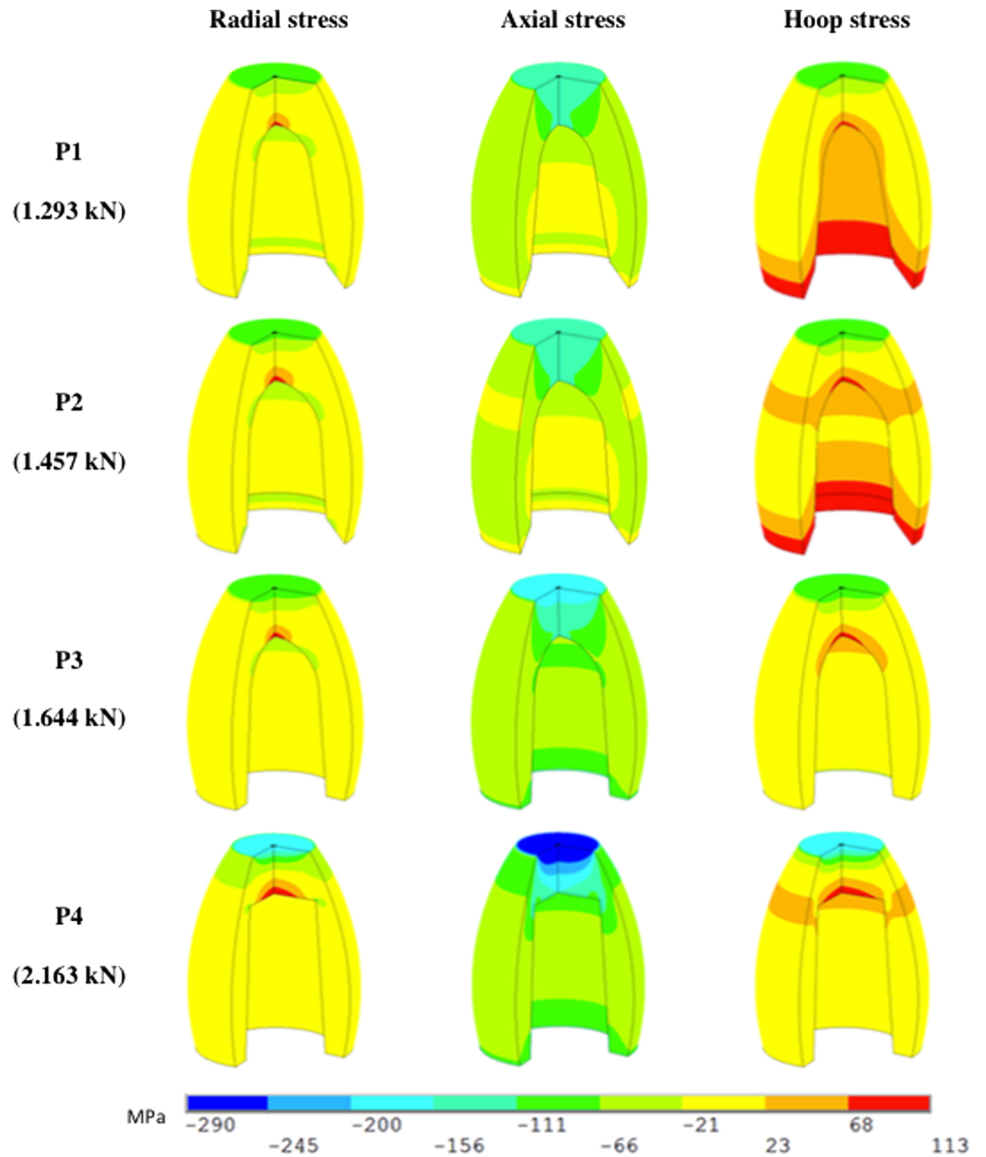 Radial stress Axial stress Hoop stress
P1
(1.293 kN)
P2
(1.457 kN)
P3
(1.644 kN)
P4
(2.163 kN)
MPa
-290 -200 -111 -21 68
-245 -156 -66 23 113